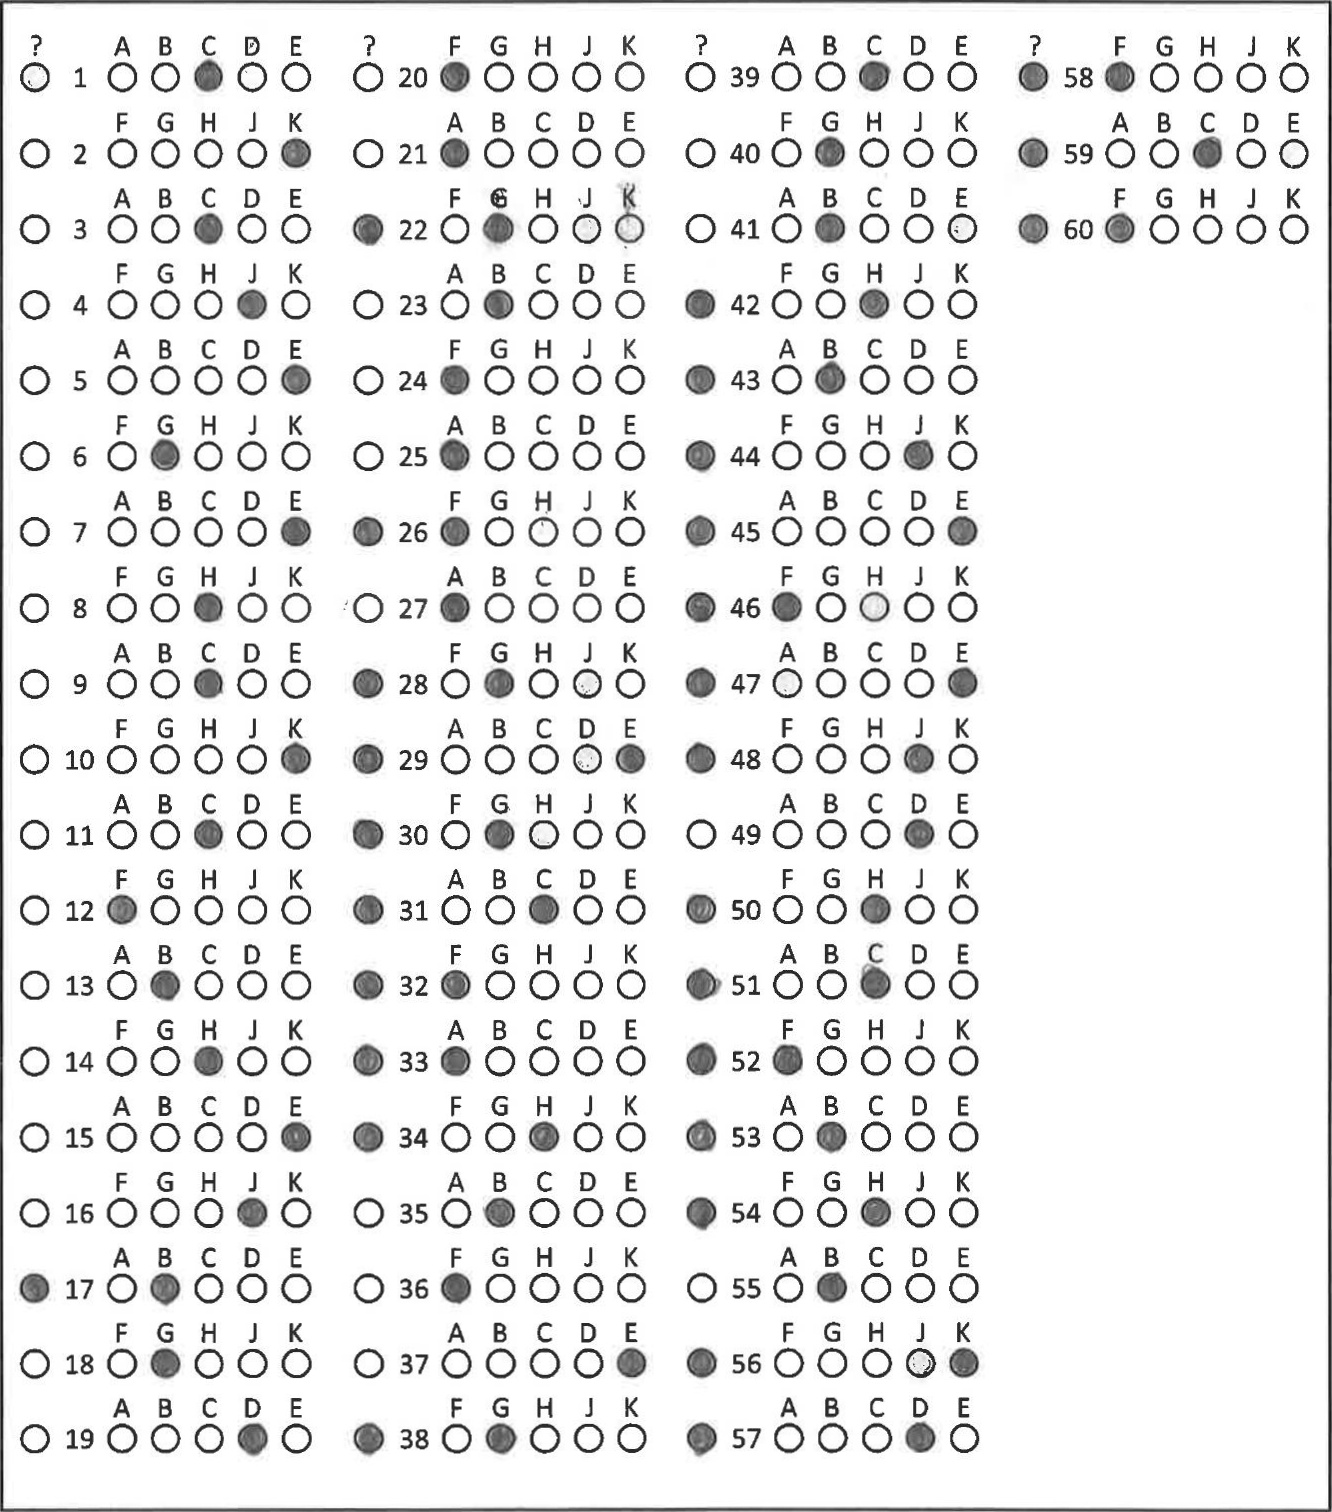 ? A B C D E
1
F G H J K
2
A B C D E
3
F G H J K
4
A B C D E
5
F G H J K
6
A B C D E
7
F G H J K
8
A B C D E
9
F G H J K
10
A B C D E
11
F G H J K
12
A B C D E
13
F G H J K
14
A B C D E
15
F G H J K
16
A B C D E
17
F G H J K
18
A B C D E
19
? F G H J K
20
A B C D E
21
F G H J K
22
A B C D E
23
F G H J K
24
A B C D E
25
F G H J K
26
A B C D E
27
F G H J K
28
A B C D E
29
F G H J K
30
A B C D E
31
F G H J K
32
A B C D E
33
F G H J K
34
A B C D E
35
F G H J K
36
A B C D E
37
F G H J K
38
? A B C D E
39
F G H J K
40
A B C D E
41
F G H J K
42
A B C D E
43
F G H J K
44
A B C D E
45
F G H J K
46
A B C D E
47
F G H J K
48
A B C D E
49
F G H J K
50
A B C D E
51
F G H J K
52
A B C D E
53
F G H J K
54
A B C D E
55
F G H J K
56
A B C D E
57
? F G H J K
58
A B C D E
59
F G H J K
60